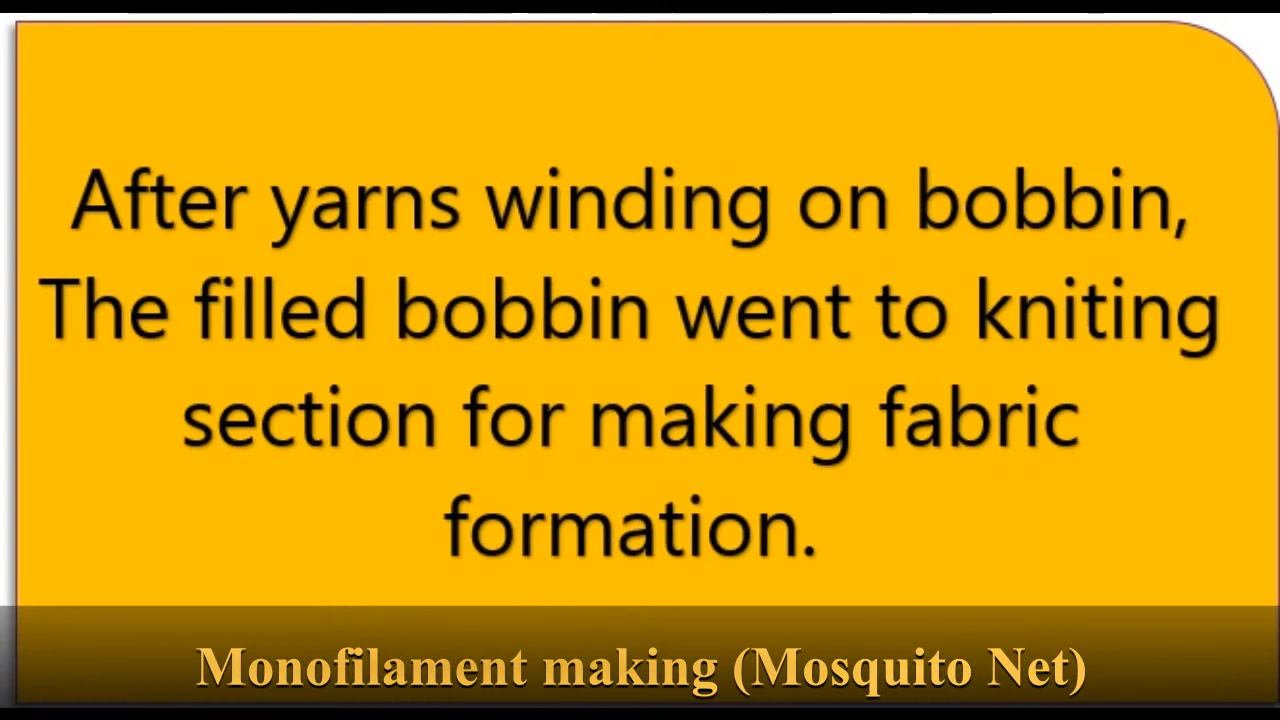 After yarns winding on bobbin,
The filled bobbin went to kniting
section for making fabric
formation.
Monofilament making (Mosquito Net)